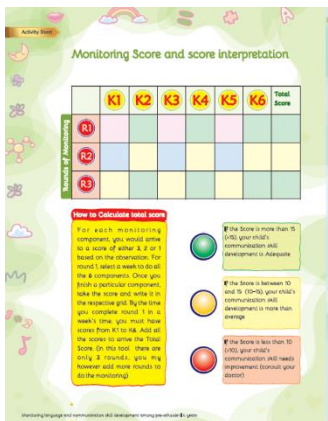 Activity Sheet
Monitoring Score and score interpretation
K1 K2 K3 K4 K5 K6 Total
Score
Rounds of Monitoring
R1
R2
R3
How to Calculate total score
For each monitoring
component, you would arrive
to a score of either 3, 2 or 1
based on the observation. For
round 1, select a week to do all
the 6 components. Once you
finish a particular component,
take the score and write it in
the respective grid. By the time
you complete round 1 in a
week's time, you must have
scores from K1 to K6. Add all
the scores to arrive the Total
Score. (In this tool there are
only 3 rounds, you my
however add more rounds to
do the monitoring)
If the Score is more than 15
(>15), your child's
communication skill
development is Adequate
If the Score is between 10
and 15 (10-15), your child's
communication skill
development is more than
average
If the Score is less than 10
(<10), your child's
communication skill needs
improvement (consult your
doctor)
Monitoring language and communication skill development among years